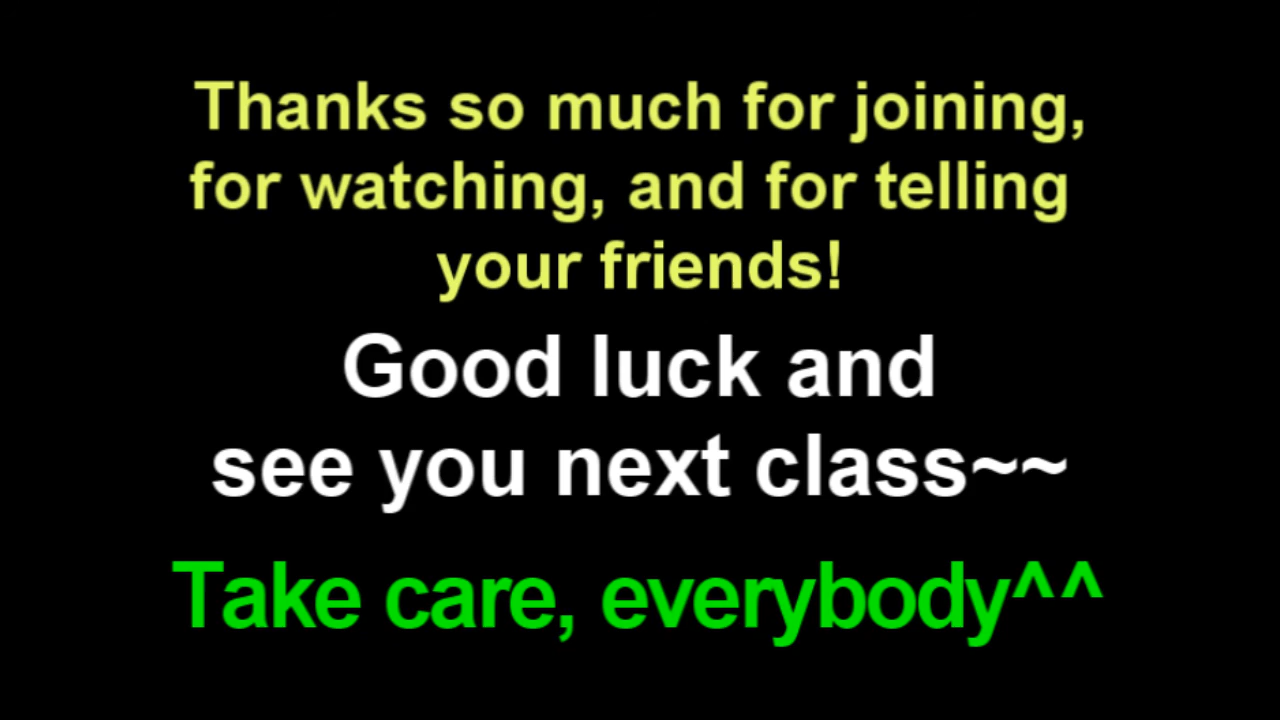 Thanks so much for joining,
for watching, and for telling
your friends!
Good luck and
see you next class~~
Take care, everybody^^